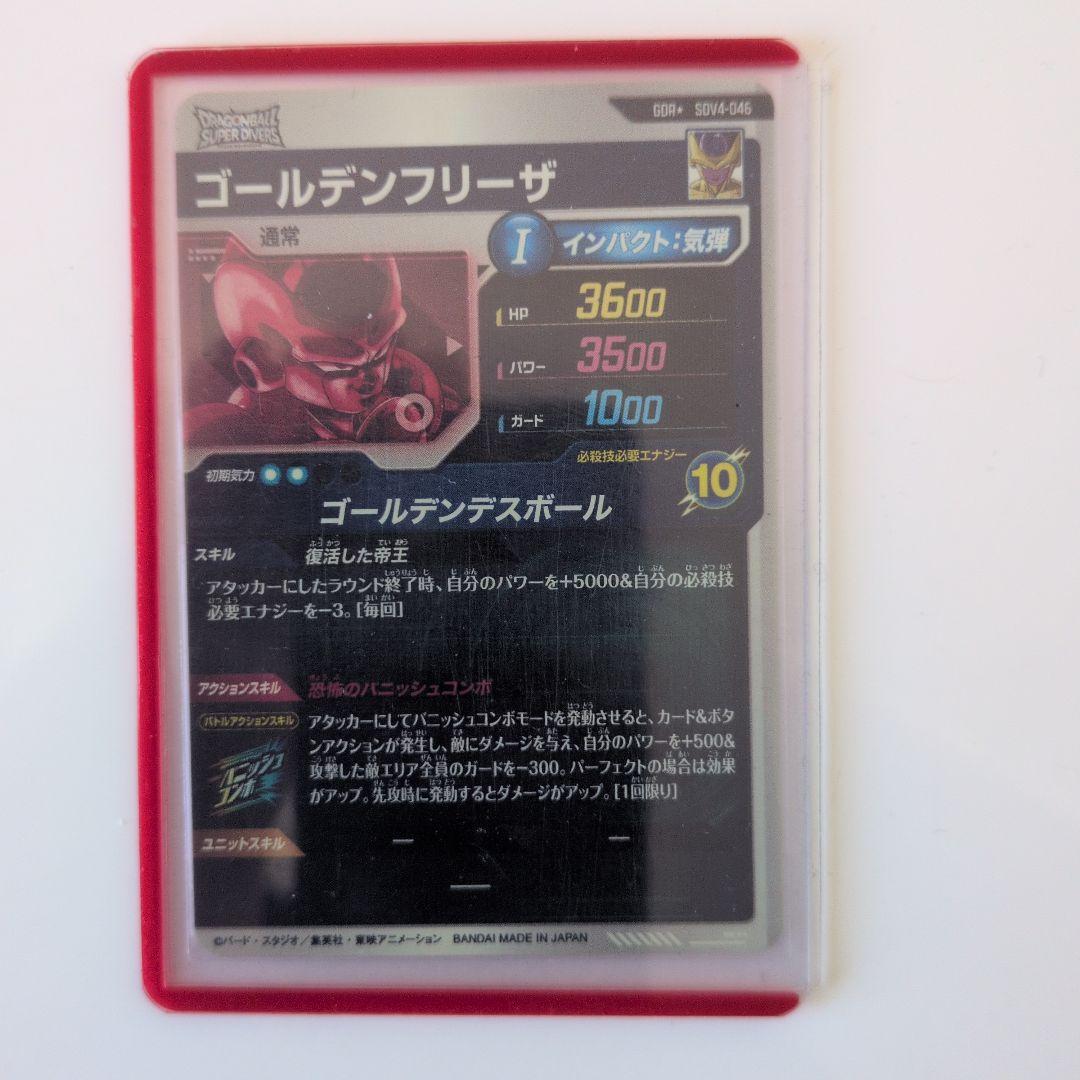 DRAGONBALL
SUPER DIVERS
GDR★ SDV4-046
ゴールデンフリーザ
通常
I インパクト:気弾
HP 3600
パワー 3500
ガード 1000
初期気力
必殺技必要エナジー
10
ゴールデンデスボール
スキル 復活した帝王
アタッカーにしたラウンド終了時、自分のパワーを+5000&自分の必殺技
必要エナジーを-3。[毎回]
アクションスキル 恐怖のバニッシュコンボ
バトルアクションスキル
バニッシュ
コンボ
アタッカーにしてバニッシュコンボモードを発動させると、カード&ボタ
ンアクションが発生し、敵にダメージを与え、自分のパワーを+500&
攻撃した敵エリア全員のガードを-300。パーフェクトの場合は効果
がアップ。先攻時に発動するとダメージがアップ。[1回限り]
ユニットスキル ー ー
ー
©バード・スタジオ/集英社・東映アニメーション BANDAI MADE IN JAPAN